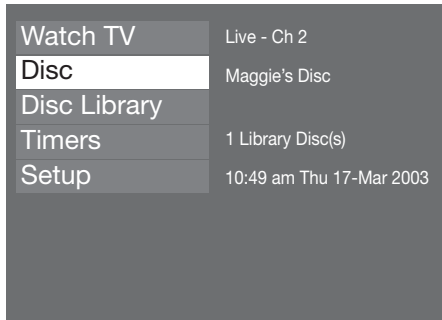 Watch TV
Live - Ch 2
Disc
Maggie's Disc
Disc Library
Timers
1 Library Disc(s)
Setup
10:49 am Thu 17-Mar 2003